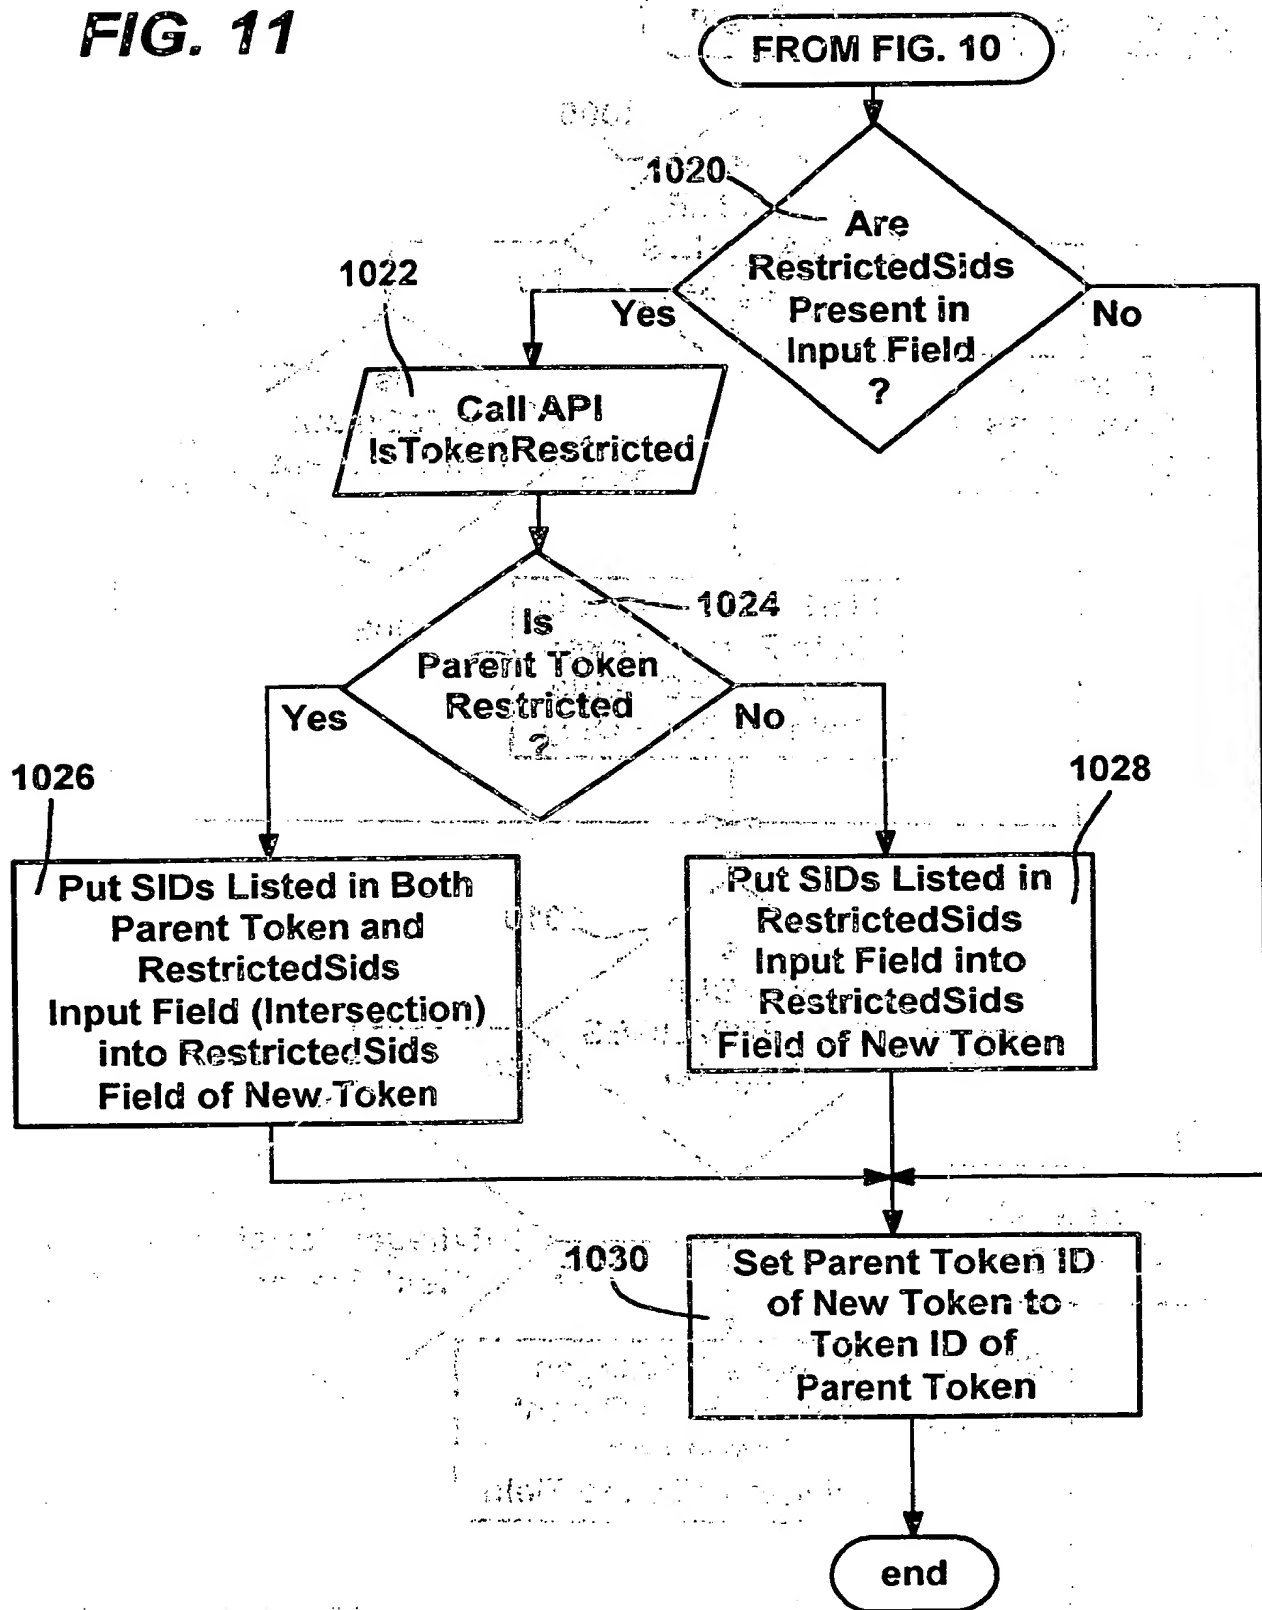 FIG. 11
FROM FIG. 10
1020
Are
RestrictedSids
Present in
Input Field
?
Yes
No
1022
Call API
IsTokenRestricted
1024
Is
Parent Token
Restricted
?
Yes
No
1026
Put SIDs Listed in Both
Parent Token and
RestrictedSids
Input Field (Intersection)
into RestrictedSids
Field of New Token
1028
Put SIDs Listed in
RestrictedSids
Input Field into
RestrictedSids
Field of New Token
1030
Set Parent Token ID
of New Token to
Token ID of
Parent Token
end